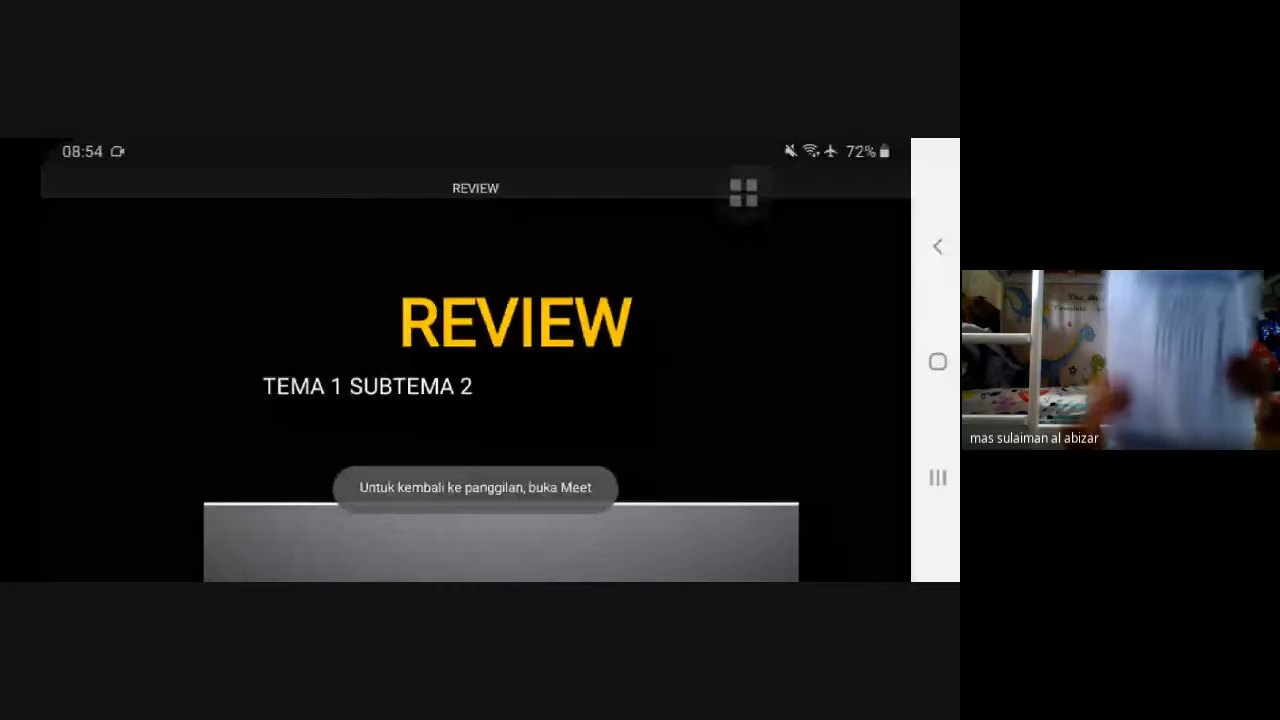 08:54
72%
REVIEW
REVIEW
TEMA 1 SUBTEMA 2
Untuk kembali ke panggilan, buka Meet
mas sulaiman al abizar